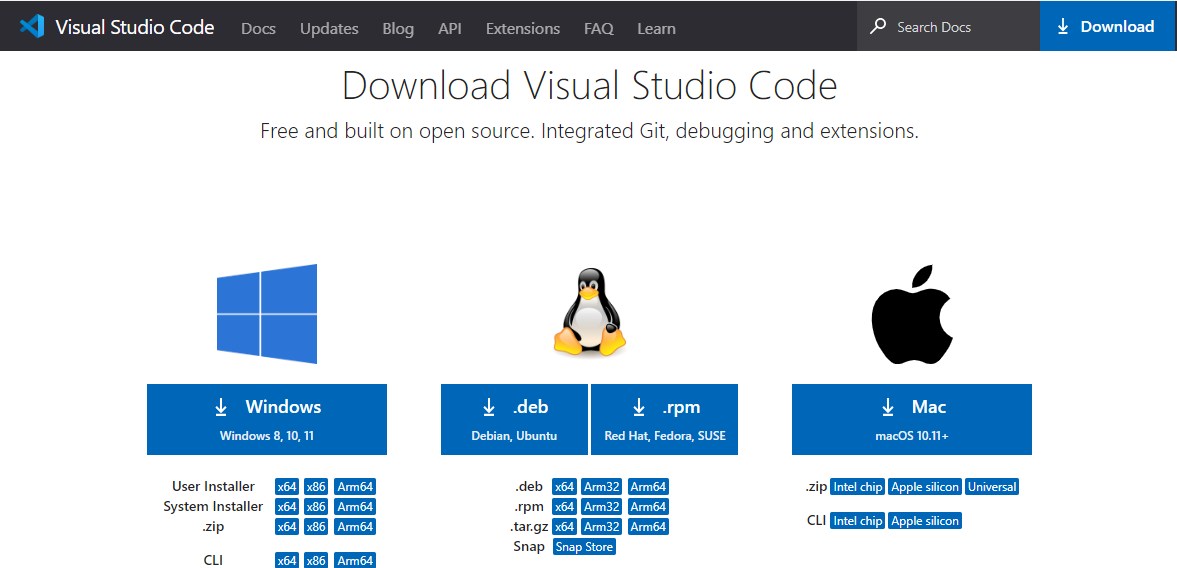 Visual Studio Code Docs Updates Blog API Extensions FAQ Learn Search Docs Download
Download Visual Studio Code
Free and built on open source. Integrated Git, debugging and extensions.
Windows
Windows 8, 10, 11
User Installer x64 x86 Arm64
System Installer x64 x86 Arm64
.zip x64 x86 Arm64
CLI x64 x86 Arm64
.deb
Debian, Ubuntu
.rpm
Red Hat, Fedora, SUSE
.deb x64 Arm32 Arm64
.rpm x64 Arm32 Arm64
.tar.gz x64 Arm32 Arm64
Snap Snap Store
Mac
macOS 10.11+
.zip Intel chip Apple silicon Universal
CLI Intel chip Apple silicon